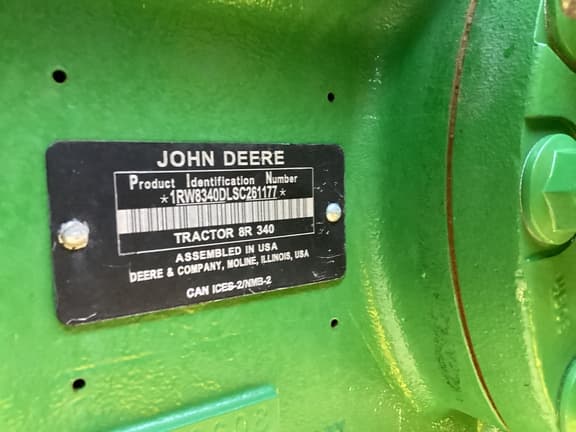 JOHN DEERE
Product Identification Number
*1RW8340DLSC261177*
TRACTOR 8R 340
ASSEMBLED IN USA
DEERE & COMPANY, MOLINE, ILLINOIS, USA
CAN ICES-2/NMB-2